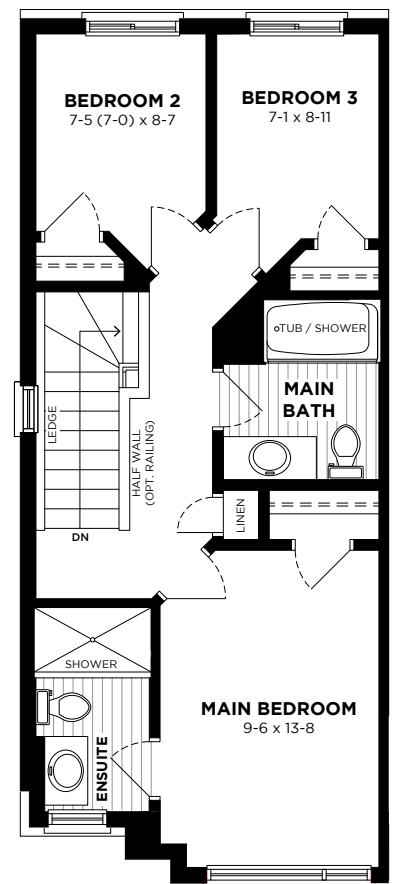 BEDROOM 2
7-5 (7-0) x 8-7
BEDROOM 3
7-1 x 8-11
TUB / SHOWER
MAIN
BATH
LEDGE
HALF WALL
(OPT. RAILING)
LINEN
DN
SHOWER
MAIN BEDROOM
9-6 x 13-8
ENSUITE